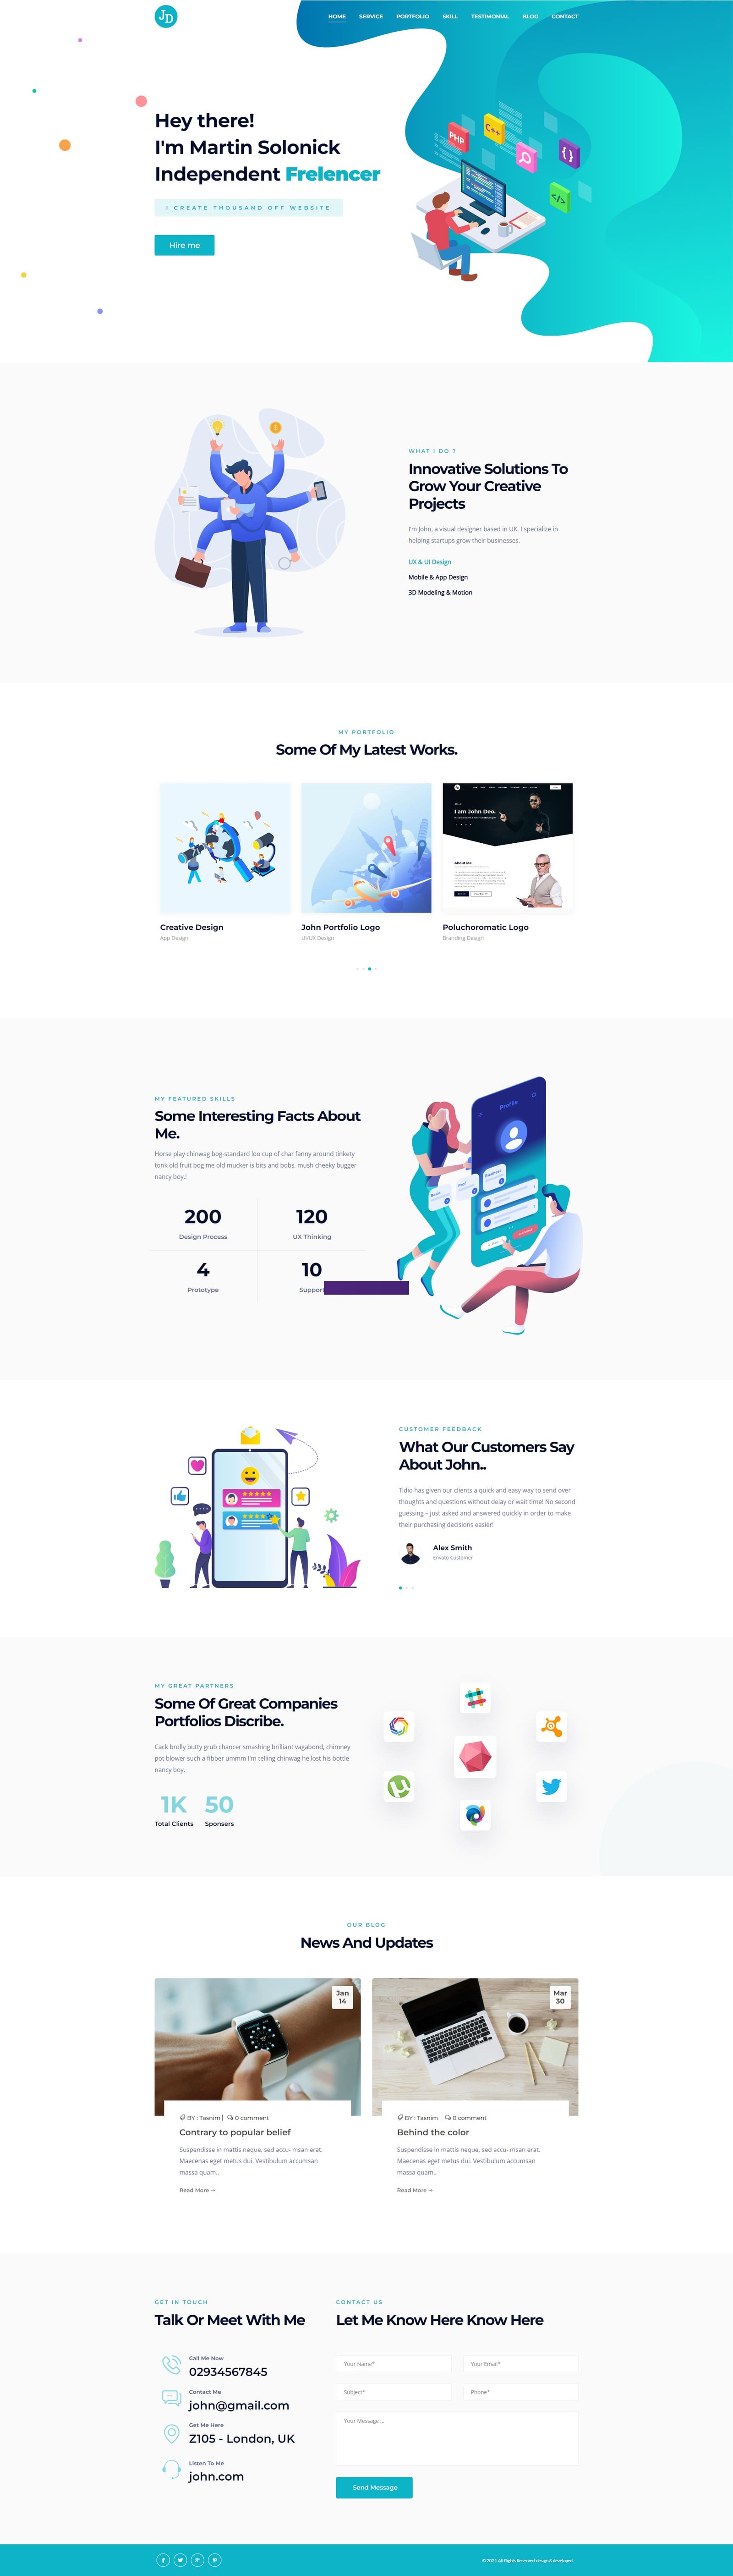 JD
HOME SERVICE PORTFOLIO SKILL TESTIMONIAL BLOG CONTACT
Hey there!
I'm Martin Solonick
Independent Frelencer
I CREATE THOUSAND OFF WEBSITE
Hire me
PHP
C++
{}
</>
WHAT I DO ?
Innovative Solutions To
Grow Your Creative
Projects
I'm John, a visual designer based in UK. I specialize in
helping startups grow their businesses.
UX & UI Design
Mobile & App Design
3D Modeling & Motion
MY PORTFOLIO
Some Of My Latest Works.
I am John Deo.
About Me
Creative Design
App Design
John Portfolio Logo
UI/UX Design
Poluchoromatic Logo
Branding Design
MY FEATURED SKILLS
Some Interesting Facts About
Me.
Horse play chinwag bog-standard loo cup of char fanny around tinkety
tonk old fruit bog me old mucker is bits and bobs, mush cheeky bugger
nancy boy.!
200
Design Process
120
UX Thinking
4
Prototype
10
Support
Profile
Business
CUSTOMER FEEDBACK
What Our Customers Say
About John..
Tidio has given our clients a quick and easy way to send over
thoughts and questions without delay or wait time! No second
guessing – just asked and answered quickly in order to make
their purchasing decisions easier!
Alex Smith
Envato Customer
MY GREAT PARTNERS
Some Of Great Companies
Portfolios Discribe.
Cack brolly butty grub chancer smashing brilliant vagabond, chimney
pot blower such a fibber ummm I'm telling chinwag he lost his bottle
nancy boy.
1K
Total Clients
50
Sponsers
OUR BLOG
News And Updates
Jan
14
BY : Tasnim | 0 comment
Contrary to popular belief
Suspendisse in mattis neque, sed accu- msan erat.
Maecenas eget metus dui. Vestibulum accumsan
massa quam..
Read More →
Mar
30
BY : Tasnim | 0 comment
Behind the color
Suspendisse in mattis neque, sed accu- msan erat.
Maecenas eget metus dui. Vestibulum accumsan
massa quam..
Read More →
GET IN TOUCH
Talk Or Meet With Me
Call Me Now
02934567845
Contact Me
john@gmail.com
Get Me Here
Z105 - London, UK
Listen To Me
john.com
CONTACT US
Let Me Know Here Know Here
Your Name*
Your Email*
Subject*
Phone*
Your Message ...
Send Message
© 2023. All Rights Reserved. design & developed